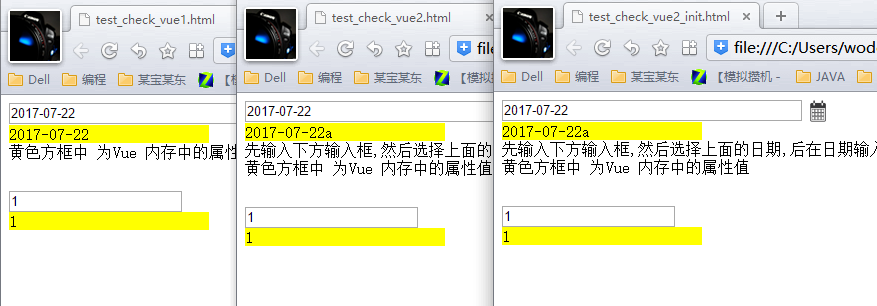 test_check_vue1.html
Dell 编程 某宝某东
2017-07-22
2017-07-22
黄色方框中 为Vue 内存中的属性
1
1
test_check_vue2.html
Dell 编程 某宝某东
2017-07-22
2017-07-22a
先输入下方输入框,然后选择上面的
黄色方框中 为Vue 内存中的属性值
1
1
test_check_vue2_init.html
file:///C:/Users/wode
Dell 编程 某宝某东 【模拟攒机 - JAVA
2017-07-22
2017-07-22a
先输入下方输入框,然后选择上面的日期,后在日期输入
黄色方框中 为Vue 内存中的属性值
1
1